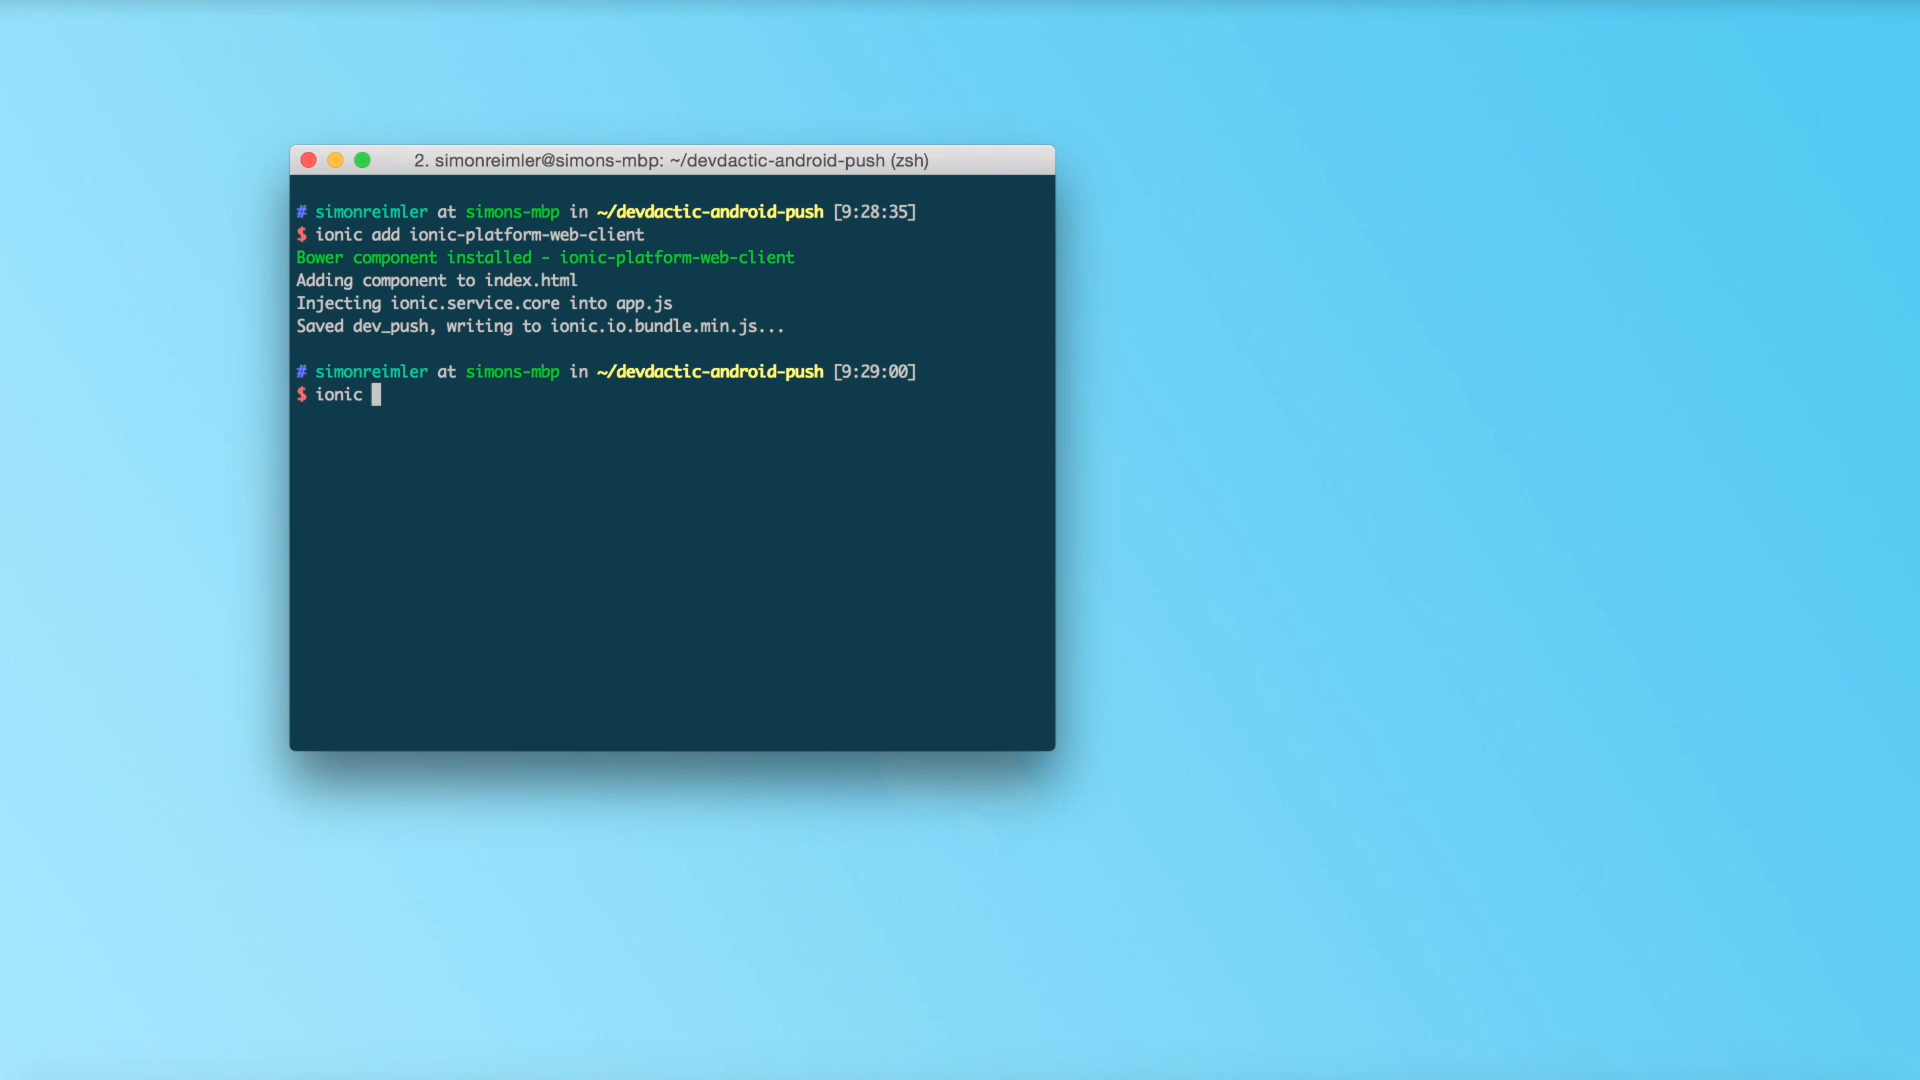 2. simonreimler@simons-mbp: ~/devdactic-android-push (zsh)
# simonreimler at simons-mbp in ~/devdactic-android-push [9:28:35]
$ ionic add ionic-platform-web-client
Bower component installed - ionic-platform-web-client
Adding component to index.html
Injecting ionic.service.core into app.js
Saved dev_push, writing to ionic.io.bundle.min.js...
# simonreimler at simons-mbp in ~/devdactic-android-push [9:29:00]
$ ionic